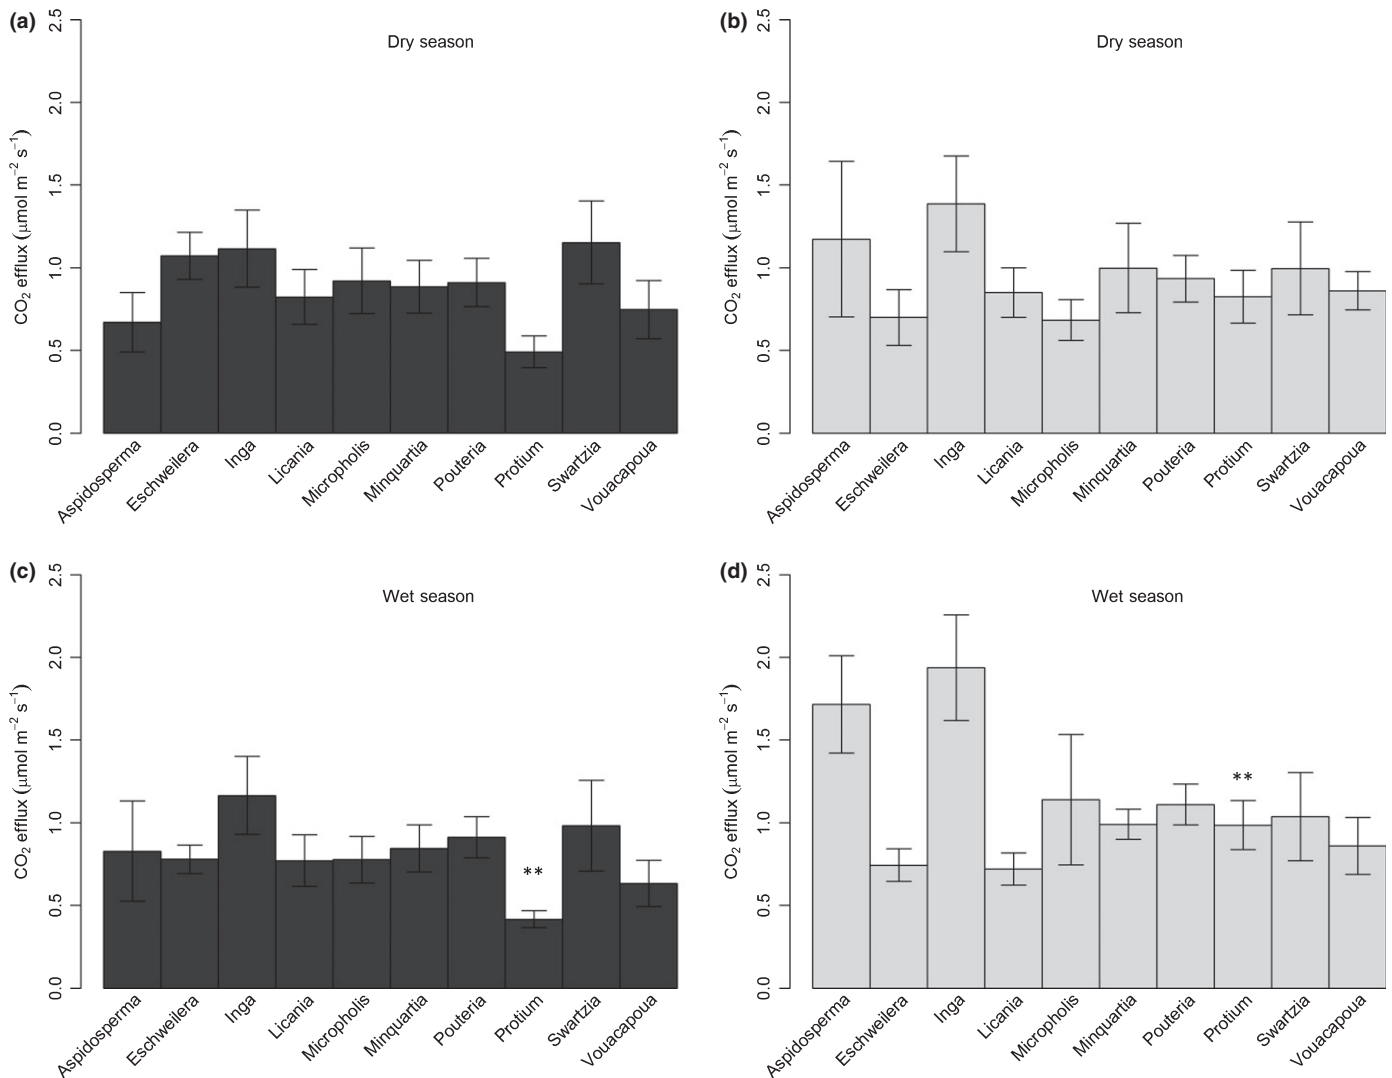 (a)
Dry season
CO₂ efflux (μmol m⁻² s⁻¹)
2.5
2.0
1.5
1.0
0.5
0.0
Aspidosperma
Eschweilera
Inga
Licania
Micropholis
Minquartia
Pouteria
Protium
Swartzia
Vouacapoua
(b)
Dry season
CO₂ efflux (μmol m⁻² s⁻¹)
2.5
2.0
1.5
1.0
0.5
0.0
Aspidosperma
Eschweilera
Inga
Licania
Micropholis
Minquartia
Pouteria
Protium
Swartzia
Vouacapoua
(c)
Wet season
CO₂ efflux (μmol m⁻² s⁻¹)
2.5
2.0
1.5
1.0
0.5
0.0
**
Aspidosperma
Eschweilera
Inga
Licania
Micropholis
Minquartia
Pouteria
Protium
Swartzia
Vouacapoua
(d)
Wet season
CO₂ efflux (μmol m⁻² s⁻¹)
2.5
2.0
1.5
1.0
0.5
0.0
**
Aspidosperma
Eschweilera
Inga
Licania
Micropholis
Minquartia
Pouteria
Protium
Swartzia
Vouacapoua